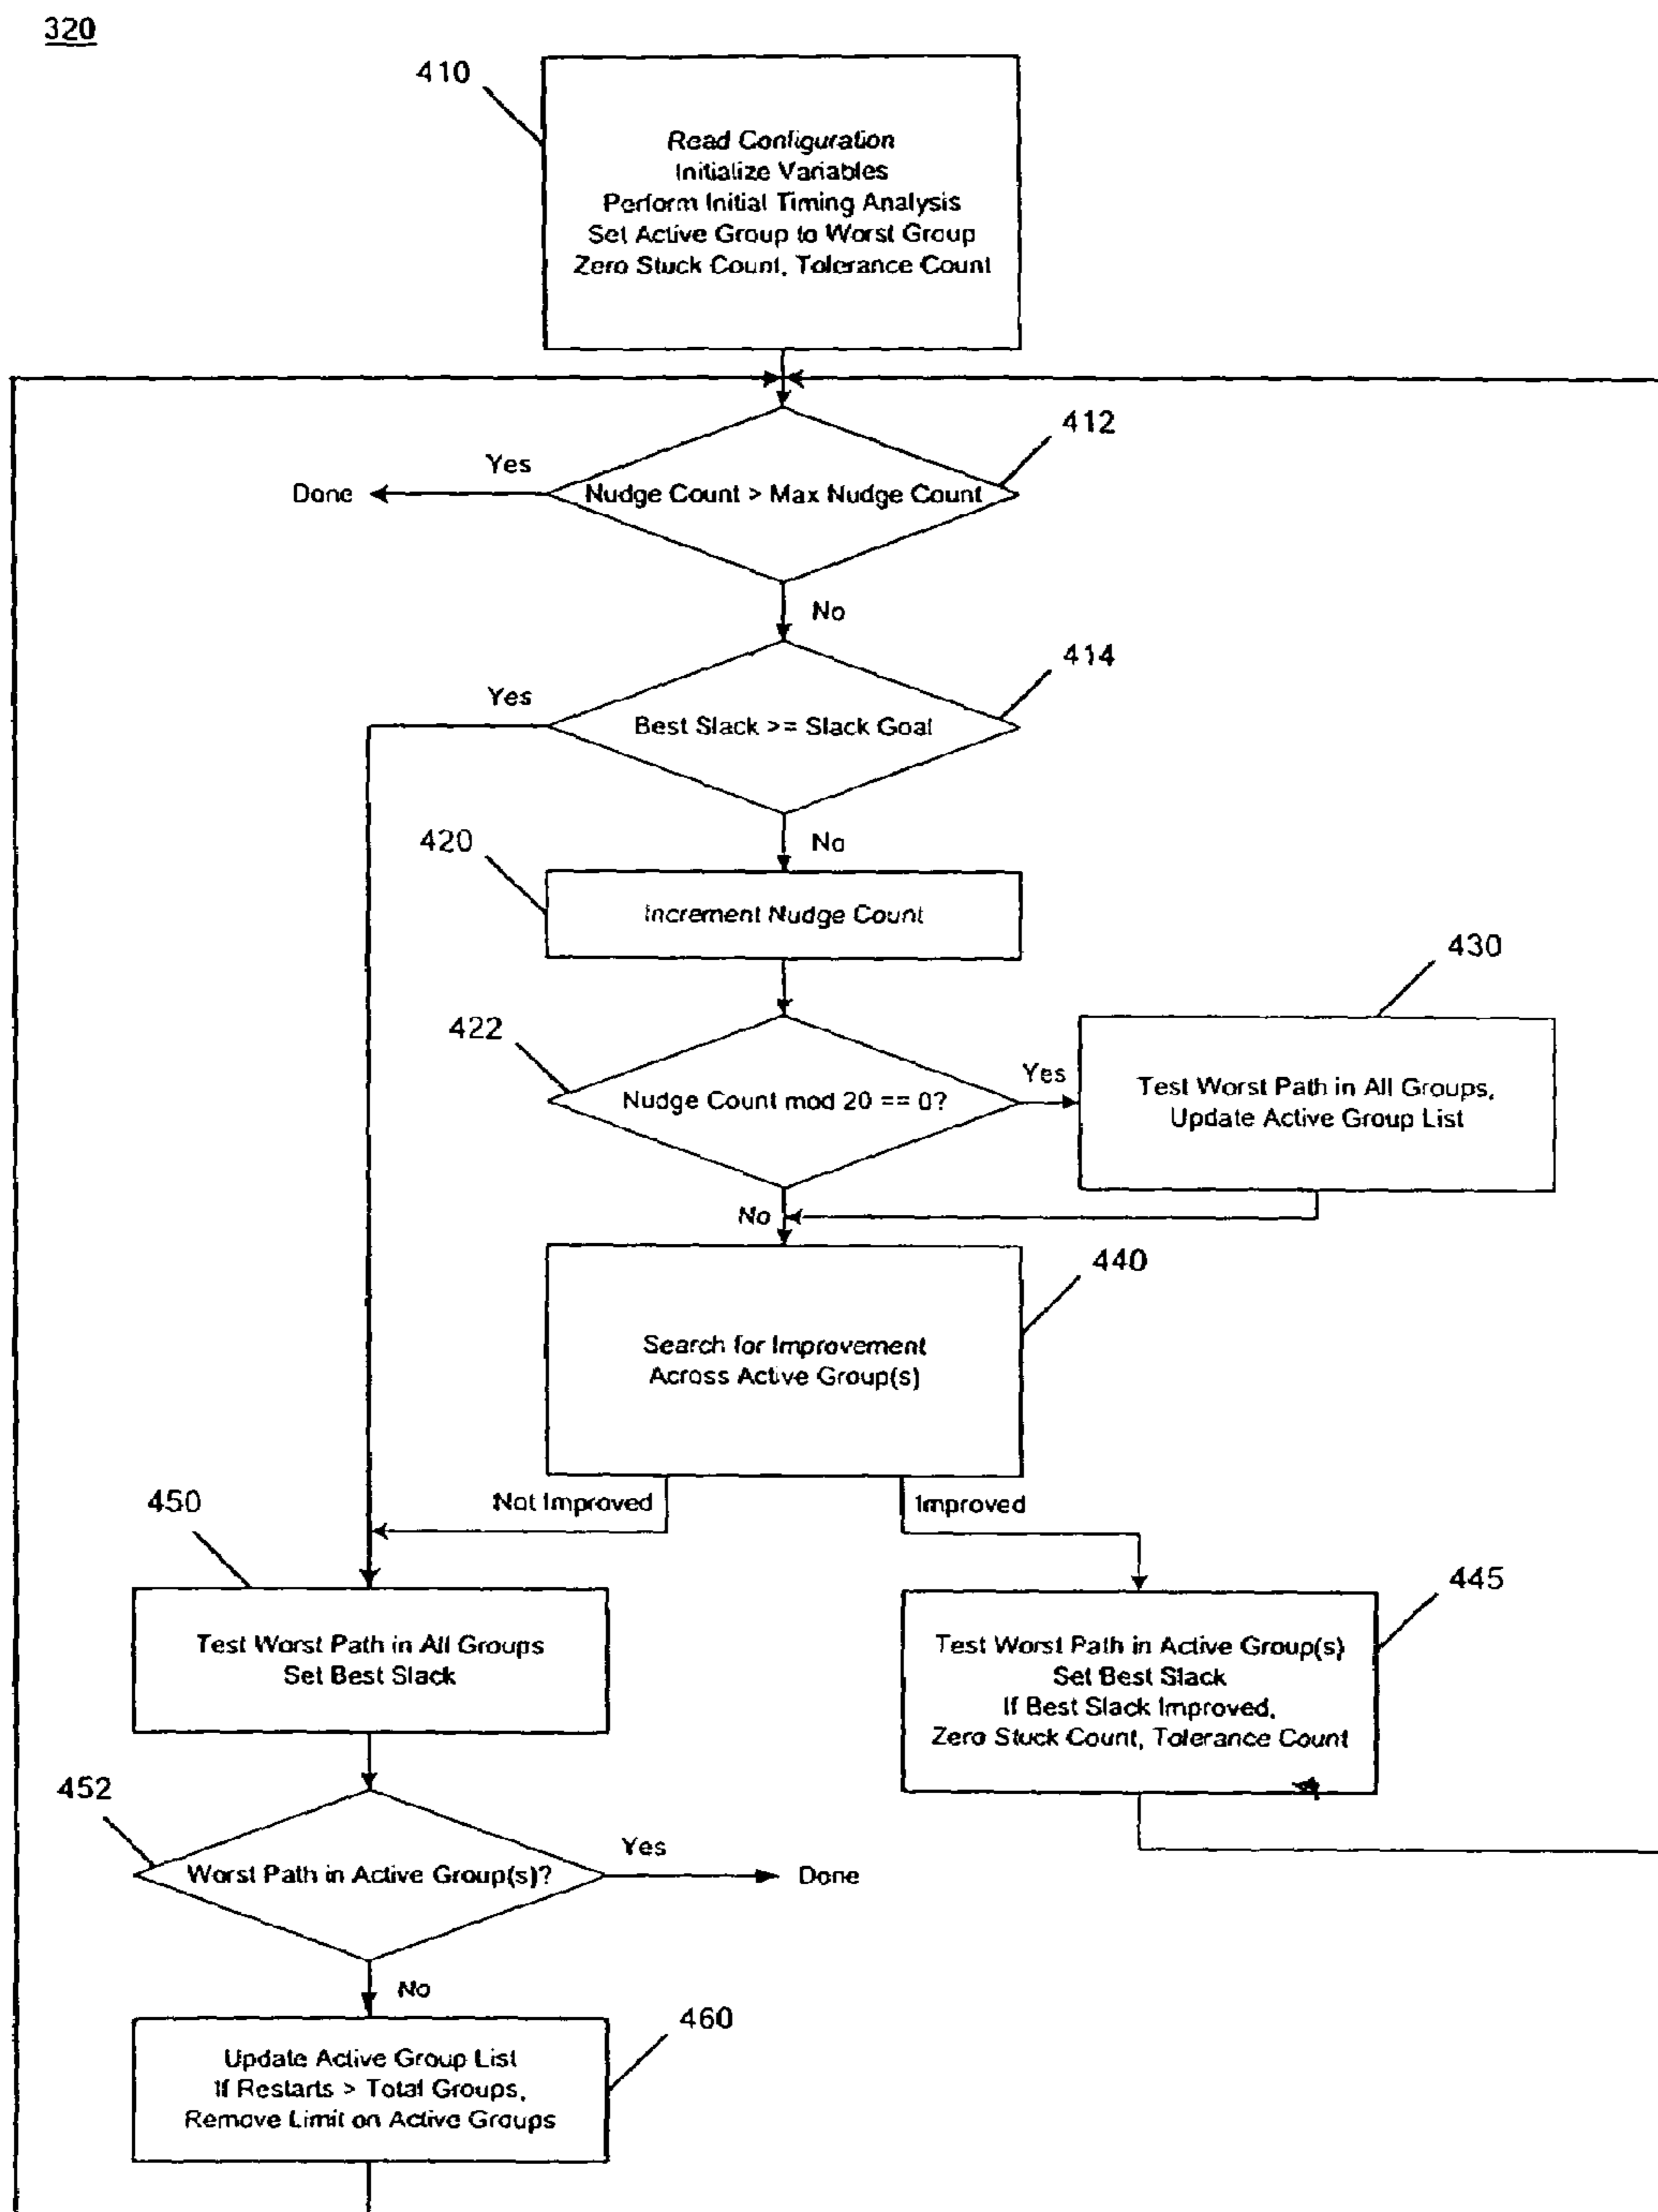 320
410
Read Configuration
Initialize Variables
Perform Initial Timing Analysis
Set Active Group to Worst Group
Zero Stuck Count, Tolerance Count
412
Yes
Done
Nudge Count > Max Nudge Count
No
414
Yes
Best Slack >= Slack Goal
No
420
Increment Nudge Count
430
422
Yes
Nudge Count mod 20 == 0?
Test Worst Path in All Groups,
Update Active Group List
No
440
Search for Improvement
Across Active Group(s)
450
Not Improved
Improved
445
Test Worst Path in All Groups
Set Best Slack
Test Worst Path in Active Group(s)
Set Best Slack
If Best Slack Improved,
Zero Stuck Count, Tolerance Count
452
Yes
Worst Path in Active Group(s)?
Done
No
460
Update Active Group List
If Restarts > Total Groups,
Remove Limit on Active Groups